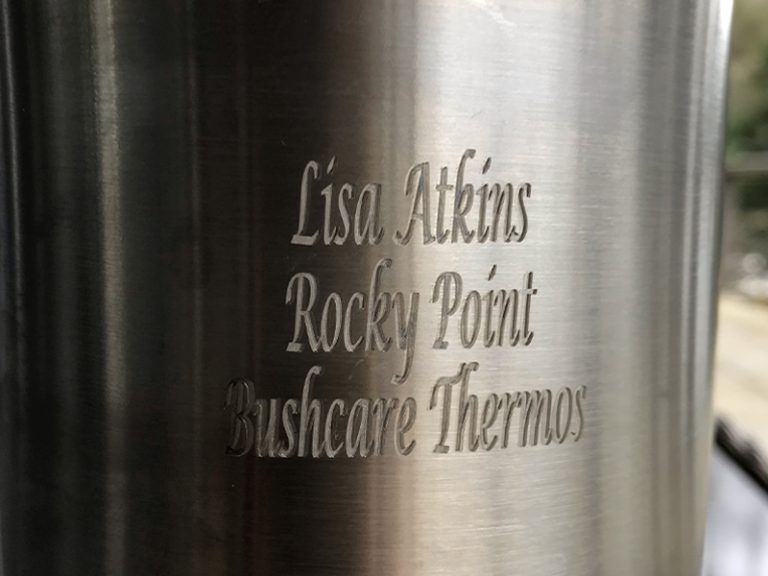 Lisa Atkins
Rocky Point
Bushcare Thermos